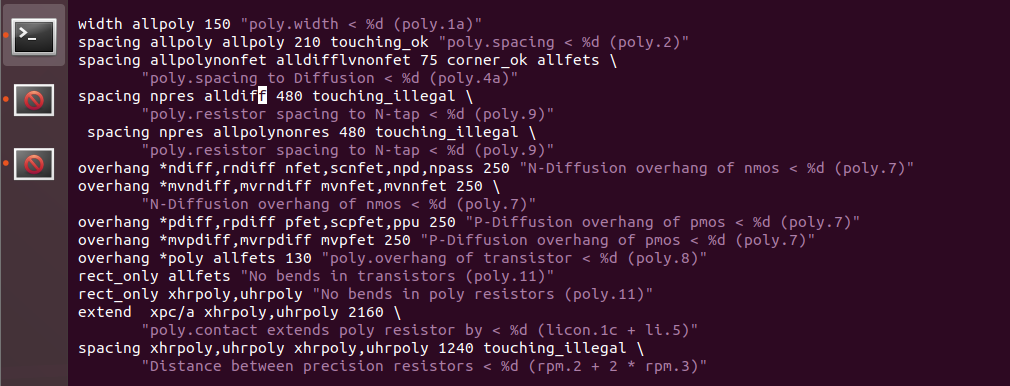 width allpoly 150 "poly.width < %d (poly.1a)"
spacing allpoly allpoly 210 touching_ok "poly.spacing < %d (poly.2)"
spacing allpolynonfet alldifflvnonfet 75 corner_ok allfets \
"poly.spacing to Diffusion < %d (poly.4a)"
spacing npres alldiff 480 touching_illegal \
"poly.resistor spacing to N-tap < %d (poly.9)"
spacing npres allpolynonres 480 touching_illegal \
"poly.resistor spacing to N-tap < %d (poly.9)"
overhang *ndiff,rndiff nfet,scnfet,npd,npass 250 "N-Diffusion overhang of nmos < %d (poly.7)"
overhang *mvndiff,mvrndiff mvnfet,mvnnfet 250 \
"N-Diffusion overhang of nmos < %d (poly.7)"
overhang *pdiff,rpdiff pfet,scpfet,ppu 250 "P-Diffusion overhang of pmos < %d (poly.7)"
overhang *mvpdiff,mvrpdiff mvpfet 250 "P-Diffusion overhang of pmos < %d (poly.7)"
overhang *poly allfets 130 "poly.overhang of transistor < %d (poly.8)"
rect_only allfets "No bends in transistors (poly.11)"
rect_only xhrpoly,uhrpoly "No bends in poly resistors (poly.11)"
extend  xpc/a xhrpoly,uhrpoly 2160 \
"poly.contact extends poly resistor by < %d (licon.1c + li.5)"
spacing xhrpoly,uhrpoly xhrpoly,uhrpoly 1240 touching_illegal \
"Distance between precision resistors < %d (rpm.2 + 2 * rpm.3)"